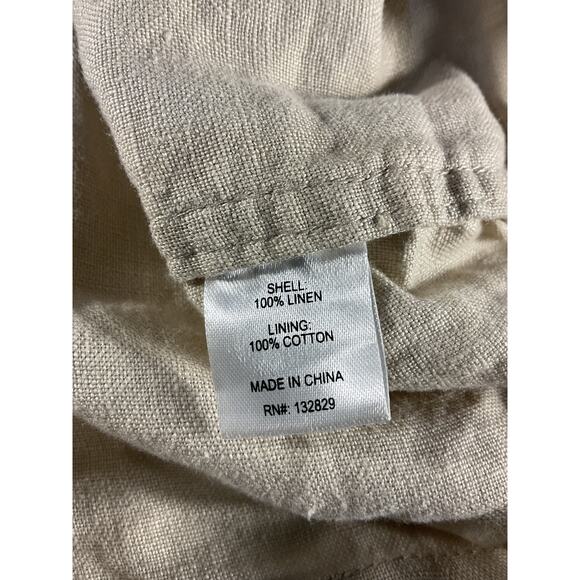 SHELL:
100% LINEN
LINING:
100% COTTON
MADE IN CHINA
RN#: 132829